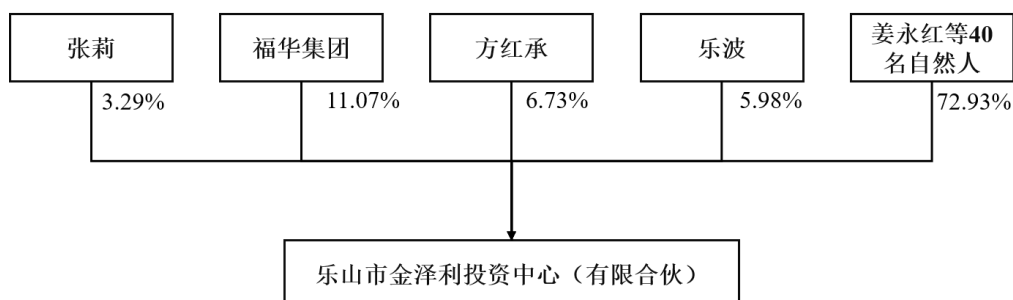 张莉
福华集团
方红承
乐波
姜永红等40
名自然人
3.29%
11.07%
6.73%
5.98%
72.93%
乐山市金泽利投资中心（有限合伙）